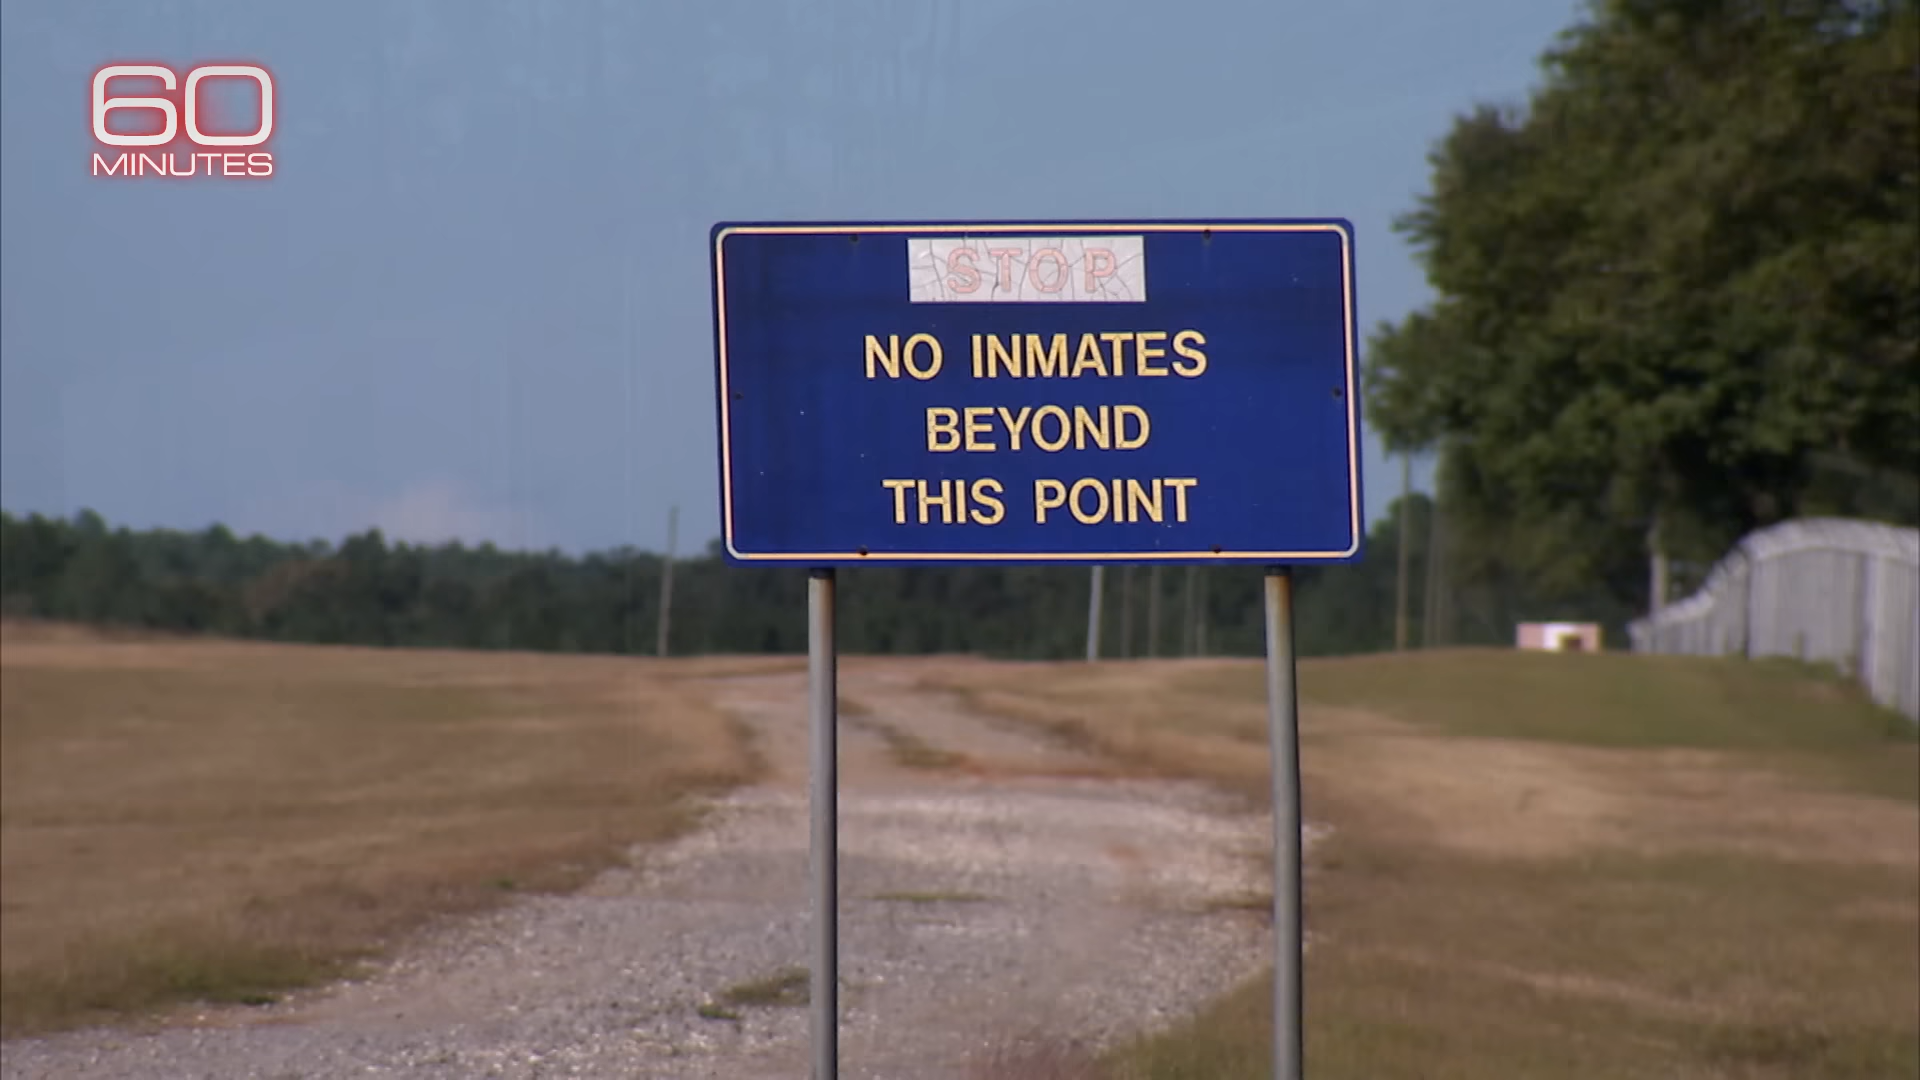 60
MINUTES
STOP
NO INMATES
BEYOND
THIS POINT